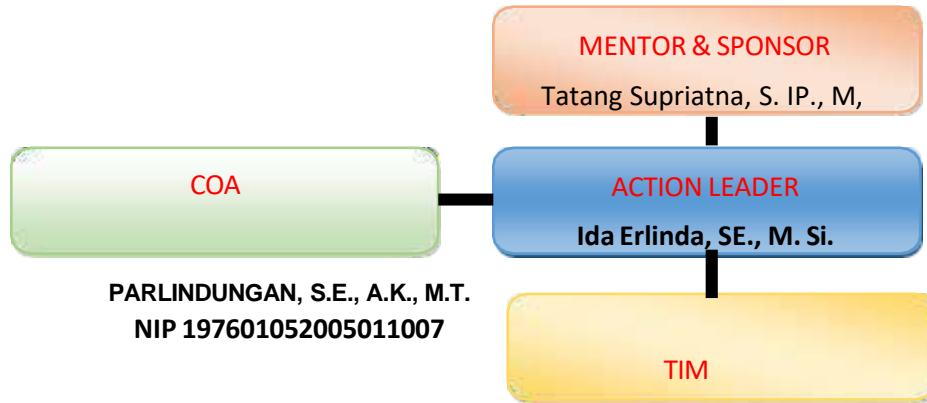 MENTOR & SPONSOR
Tatang Supriatna, S. IP., M,
COA
ACTION LEADER
Ida Erlinda, SE., M. Si.
PARLINDUNGAN, S.E., A.K., M.T.
NIP 197601052005011007
TIM